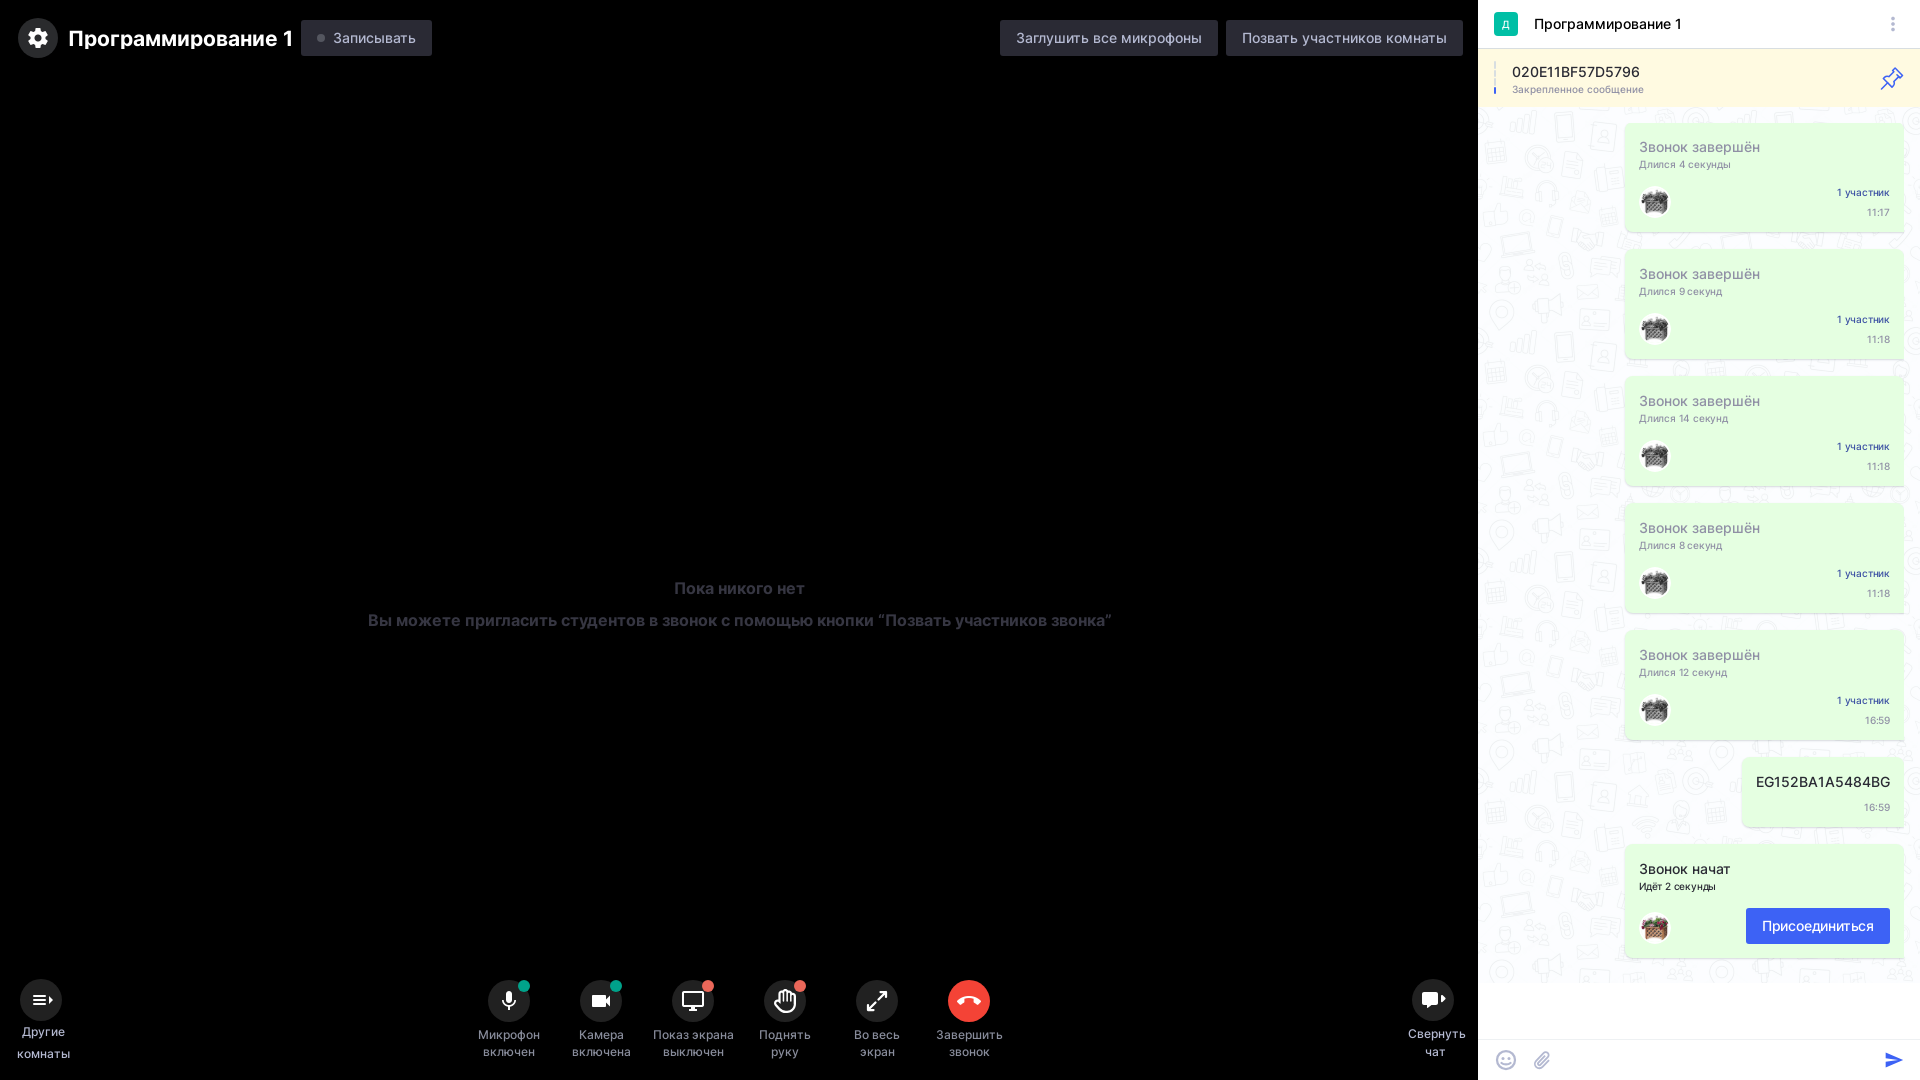 Программирование 1
Записывать
Заглушить все микрофоны
Позвать участников комнаты
Пока никого нет
Вы можете пригласить студентов в звонок с помощью кнопки “Позвать участников звонка”
Другие
комнаты
Микрофон
включен
Камера
включена
Показ экрана
выключен
Поднять
руку
Во весь
экран
Завершить
звонок
Свернуть
чат
Д
Программирование 1
020E11BF57D5796
Закрепленное сообщение
Звонок завершён
Длился 4 секунды
1 участник
11:17
Звонок завершён
Длился 9 секунд
1 участник
11:18
Звонок завершён
Длился 14 секунд
1 участник
11:18
Звонок завершён
Длился 8 секунд
1 участник
11:18
Звонок завершён
Длился 12 секунд
1 участник
16:59
EG152BA1A5484BG
16:59
Звонок начат
Идёт 2 секунды
Присоединиться